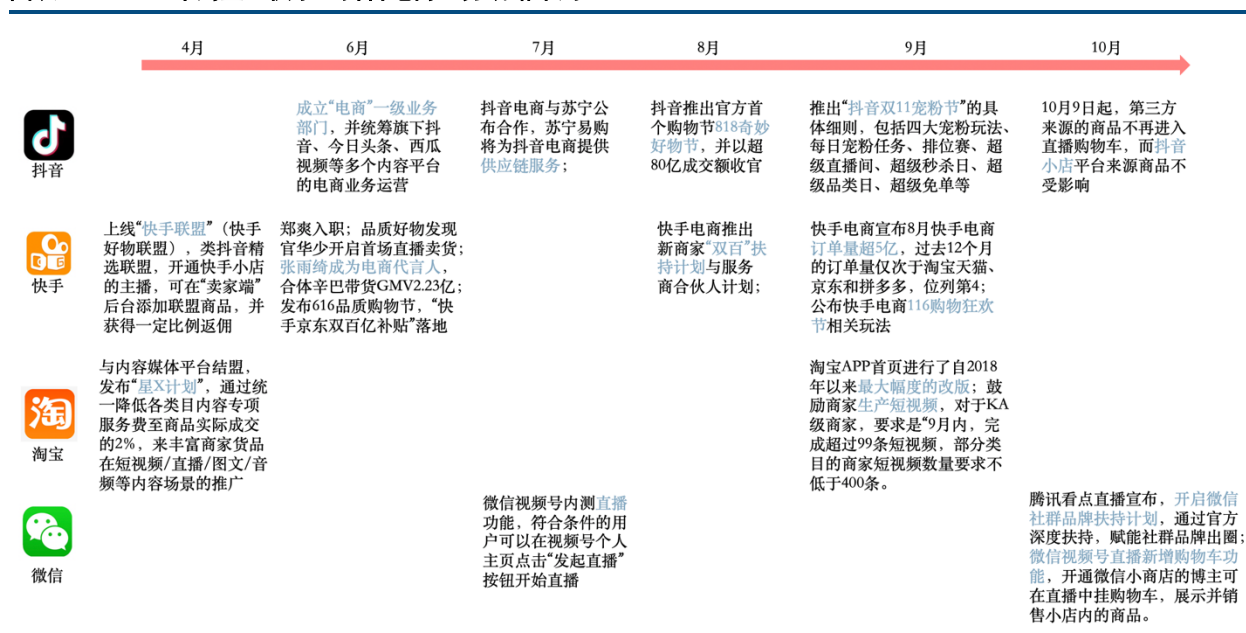 4月
6月
7月
8月
9月
10月
成立“电商”一级业务
部门，并统筹旗下抖
音、今日头条、西瓜
视频等多个内容平台
的电商业务运营
抖音电商与苏宁公
布合作，苏宁易购
将为抖音电商提供
供应链服务；
抖音推出官方首
个购物节818奇妙
好物节，并以超
80亿成交额收官
推出“抖音双11宠粉节”的具
体细则，包括四大宠粉玩法、
每日宠粉任务、排位赛、超
级直播间、超级秒杀日、超
级品类日、超级免单等
10月9日起，第三方
来源的商品不再进入
直播购物车，而抖音
小店平台来源商品不
受影响
抖音
上线“快手联盟”（快手
好物联盟），类抖音精
选联盟，开通快手小店
的主播，可在“卖家端”
后台添加联盟商品，并
获得一定比例返佣
郑爽入职；品质好物发现
官华少开启首场直播卖货；
张雨绮成为电商代言人，
合体辛巴带货GMV2.23亿；
发布616品质购物节，“快
手京东双百亿补贴”落地
快手电商推出
新商家“双百”扶
持计划与服务
商合伙人计划；
快手电商宣布8月快手电商
订单量超5亿，过去12个月
的订单量仅次于淘宝天猫、
京东和拼多多，位列第4；
公布快手电商116购物狂欢
节相关玩法
快手
与内容媒体平台结盟，
发布“星X计划”，通过统
一降低各类目内容专项
服务费至商品实际成交
的2%，来丰富商家货品
在短视频/直播/图文/音
频等内容场景的推广
淘宝APP首页进行了自2018
年以来最大幅度的改版；鼓
励商家生产短视频，对于KA
级商家，要求是“9月内，完
成超过99条短视频，部分类
目的商家短视频数量要求不
低于400条。
淘
淘宝
微信视频号内测直播
功能，符合条件的用
户可以在视频号个人
主页点击“发起直播”
按钮开始直播
腾讯看点直播宣布，开启微信
社群品牌扶持计划，通过官方
深度扶持，赋能社群品牌出圈；
微信视频号直播新增购物车功
能，开通微信小商店的博主可
在直播中挂购物车，展示并销
售小店内的商品。
微信